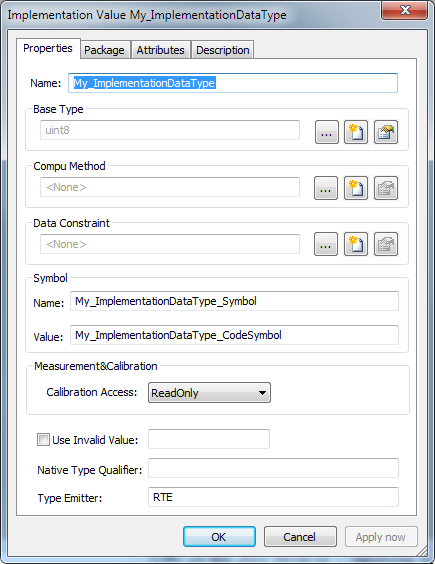 Implementation Value My_ImplementationDataType
Properties Package Attributes Description
Name: My_ImplementationDataType
Base Type
uint8 ...
Compu Method
<None> ...
Data Constraint
<None> ...
Symbol
Name: My_ImplementationDataType_Symbol
Value: My_ImplementationDataType_CodeSymbol
Measurement&Calibration
Calibration Access: ReadOnly
Use Invalid Value:
Native Type Qualifier:
Type Emitter: RTE
OK Cancel Apply now